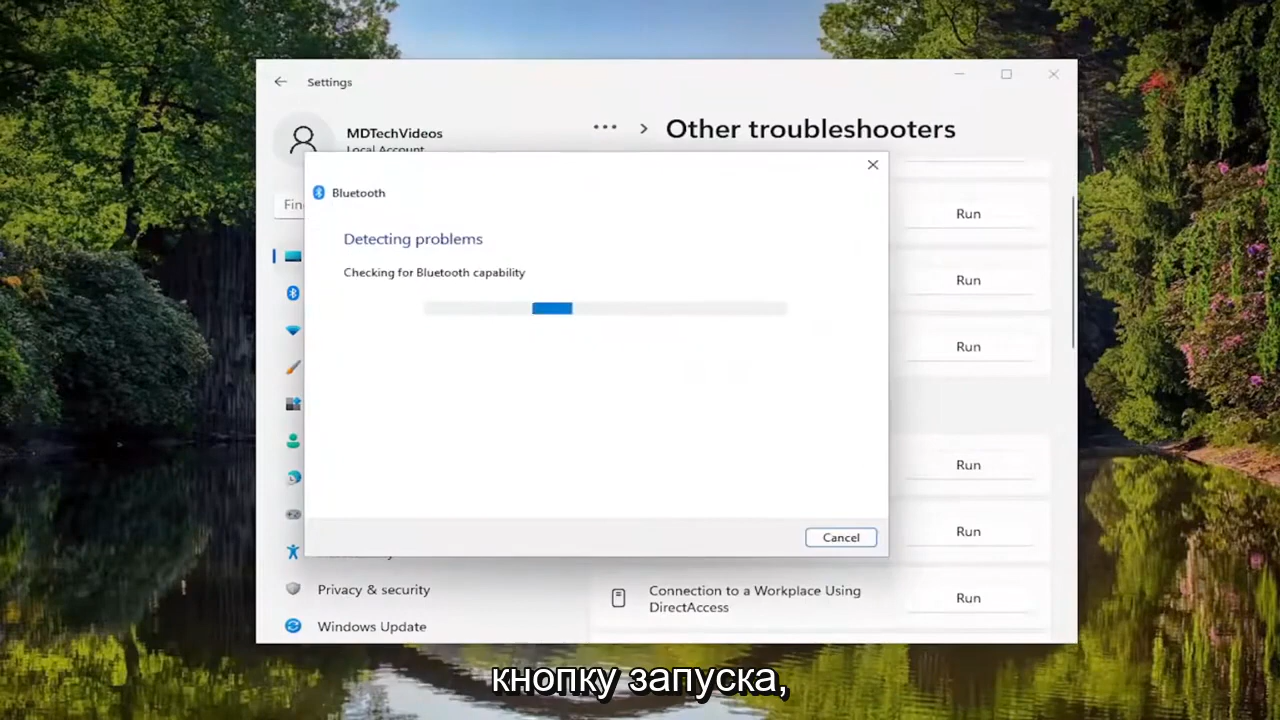 Settings
MDTechVideos
Local Account
Other troubleshooters
Bluetooth
Detecting problems
Checking for Bluetooth capability
Cancel
Run
Run
Run
Run
Run
Connection to a Workplace Using
DirectAccess
Run
Privacy & security
Windows Update
кнопку запуска,